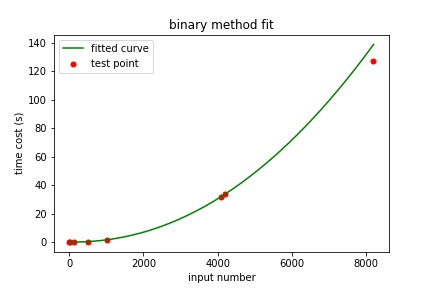 binary method fit
fitted curve
test point
time cost (s)
140
120
100
80
60
40
20
0
0 2000 4000 6000 8000
input number